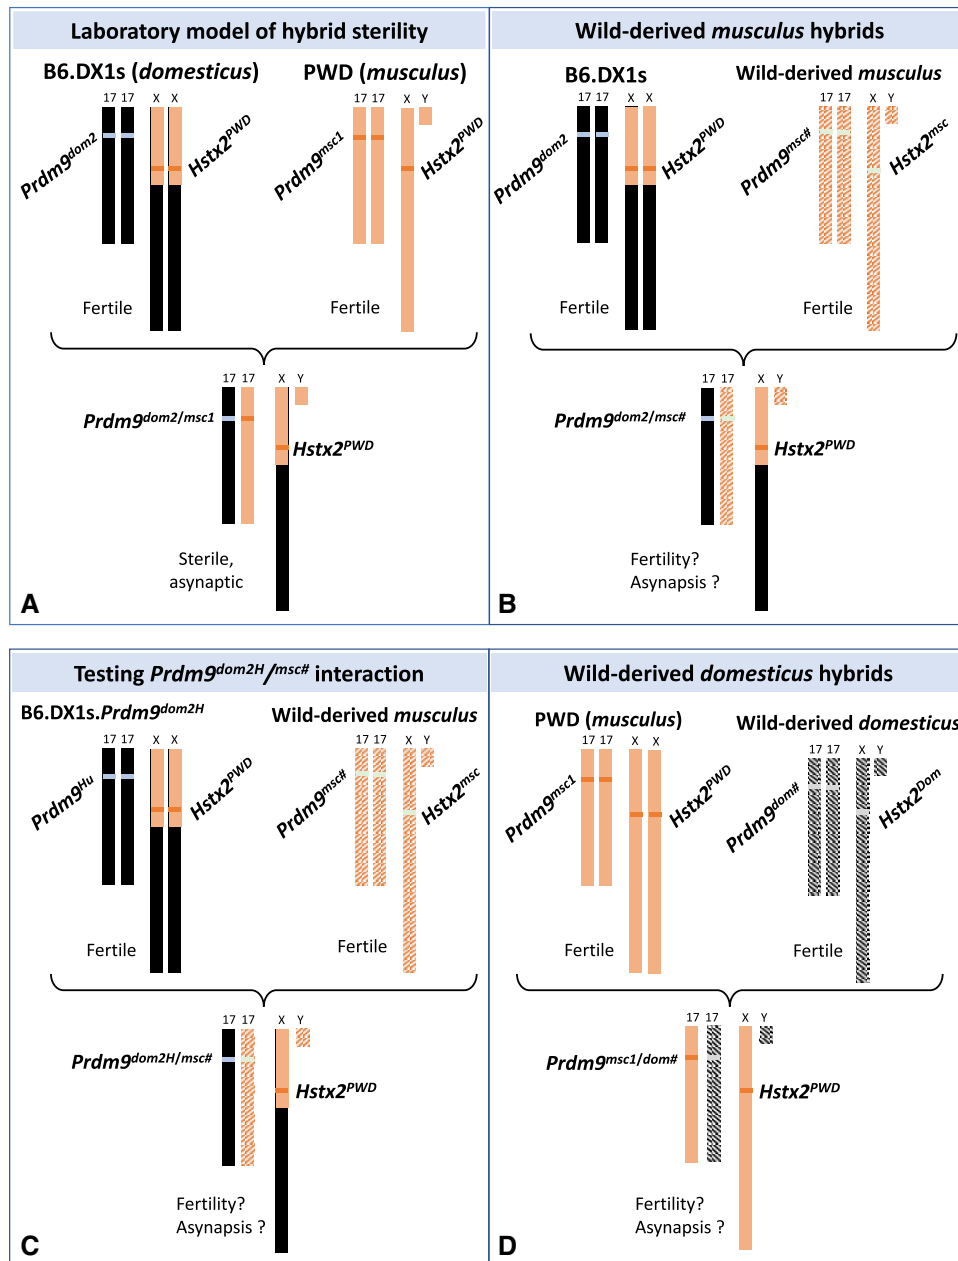 Laboratory model of hybrid sterility
B6.DX1s (domesticus)
PWD (musculus)
17 17 X X
17 17 X Y
Prdm9dom2
Hstx2PWD
Prdm9msc1
Hstx2PWD
Fertile
Fertile
17 17 X Y
Prdm9dom2/msc1
Hstx2PWD
Sterile,
asynaptic
A
Wild-derived musculus hybrids
B6.DX1s
Wild-derived musculus
17 17 X X
17 17 X Y
Prdm9dom2
Hstx2PWD
Prdm9msc#
Hstx2msc
Fertile
Fertile
17 17 X Y
Prdm9dom2/msc#
Hstx2PWD
Fertility?
Asynapsis ?
B
Testing Prdm9dom2H/msc# interaction
B6.DX1s.Prdm9dom2H
Wild-derived musculus
17 17 X X
17 17 X Y
Prdm9Hu
Hstx2PWD
Prdm9msc#
Hstx2msc
Fertile
Fertile
17 17 X Y
Prdm9dom2H/msc#
Hstx2PWD
Fertility?
Asynapsis ?
C
Wild-derived domesticus hybrids
PWD (musculus)
Wild-derived domesticus
17 17 X X
17 17 X Y
Prdm9msc1
Hstx2PWD
Prdm9dom#
Hstx2Dom
Fertile
Fertile
17 17 X Y
Prdm9msc1/dom#
Hstx2PWD
Fertility?
Asynapsis ?
D